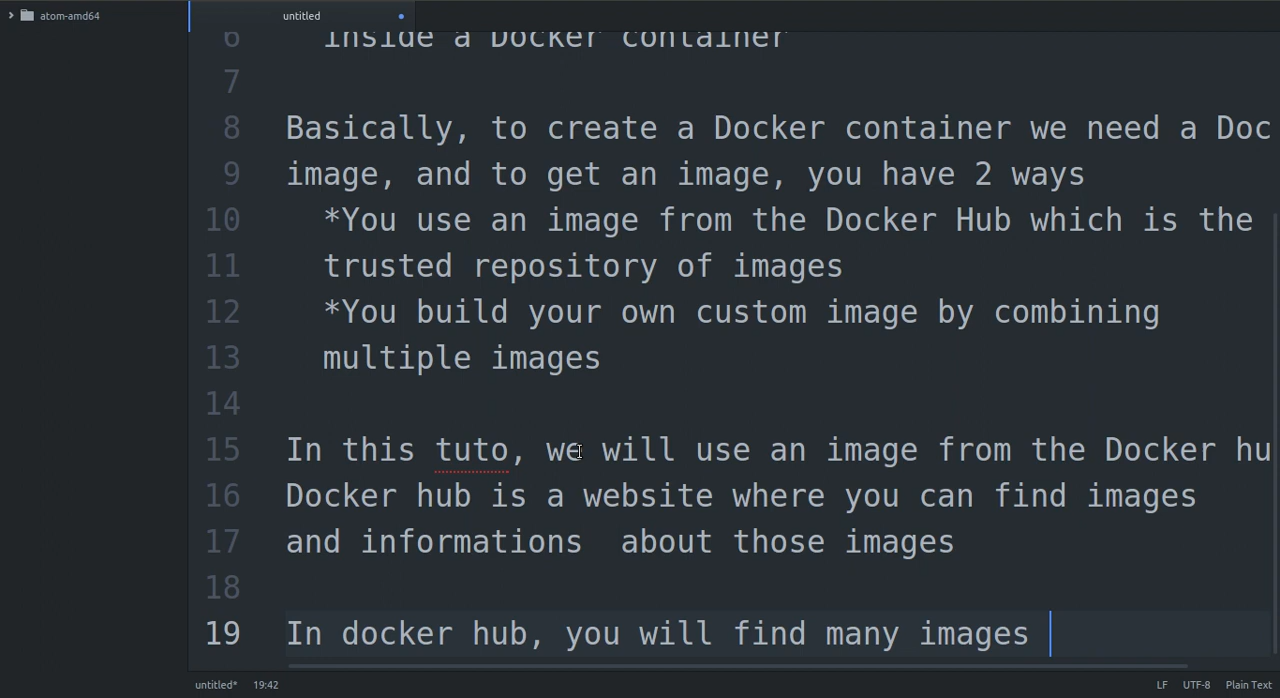 atom-amd64
untitled
6 inside a Docker container
7
8 Basically, to create a Docker container we need a Doc
9 image, and to get an image, you have 2 ways
10 *You use an image from the Docker Hub which is the
11 trusted repository of images
12 *You build your own custom image by combining
13 multiple images
14
15 In this tuto, we will use an image from the Docker hu
16 Docker hub is a website where you can find images
17 and informations  about those images
18
19 In docker hub, you will find many images
untitled* 19:42 LF UTF-8 Plain Text